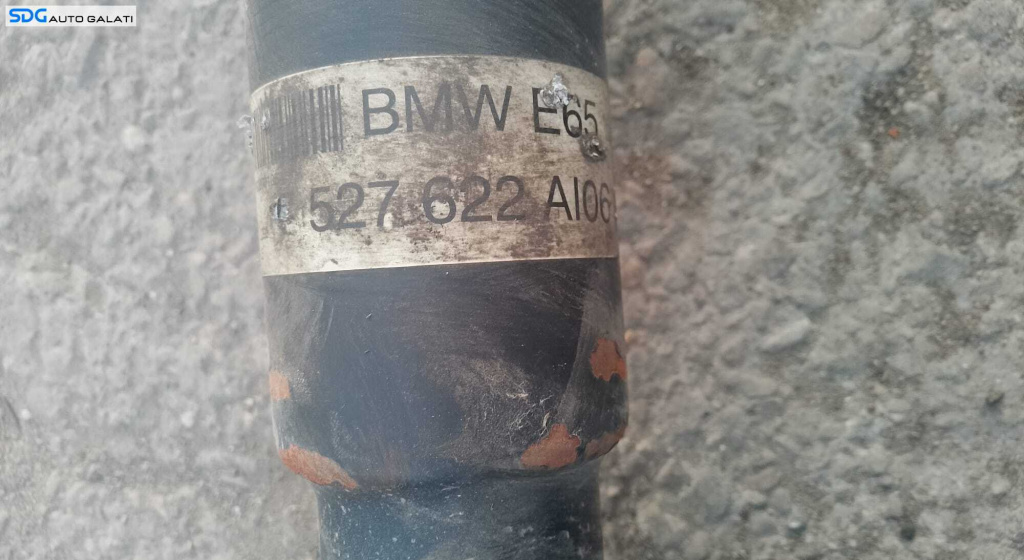 SDG AUTO GALATI
BMW E65
527 622 AI06